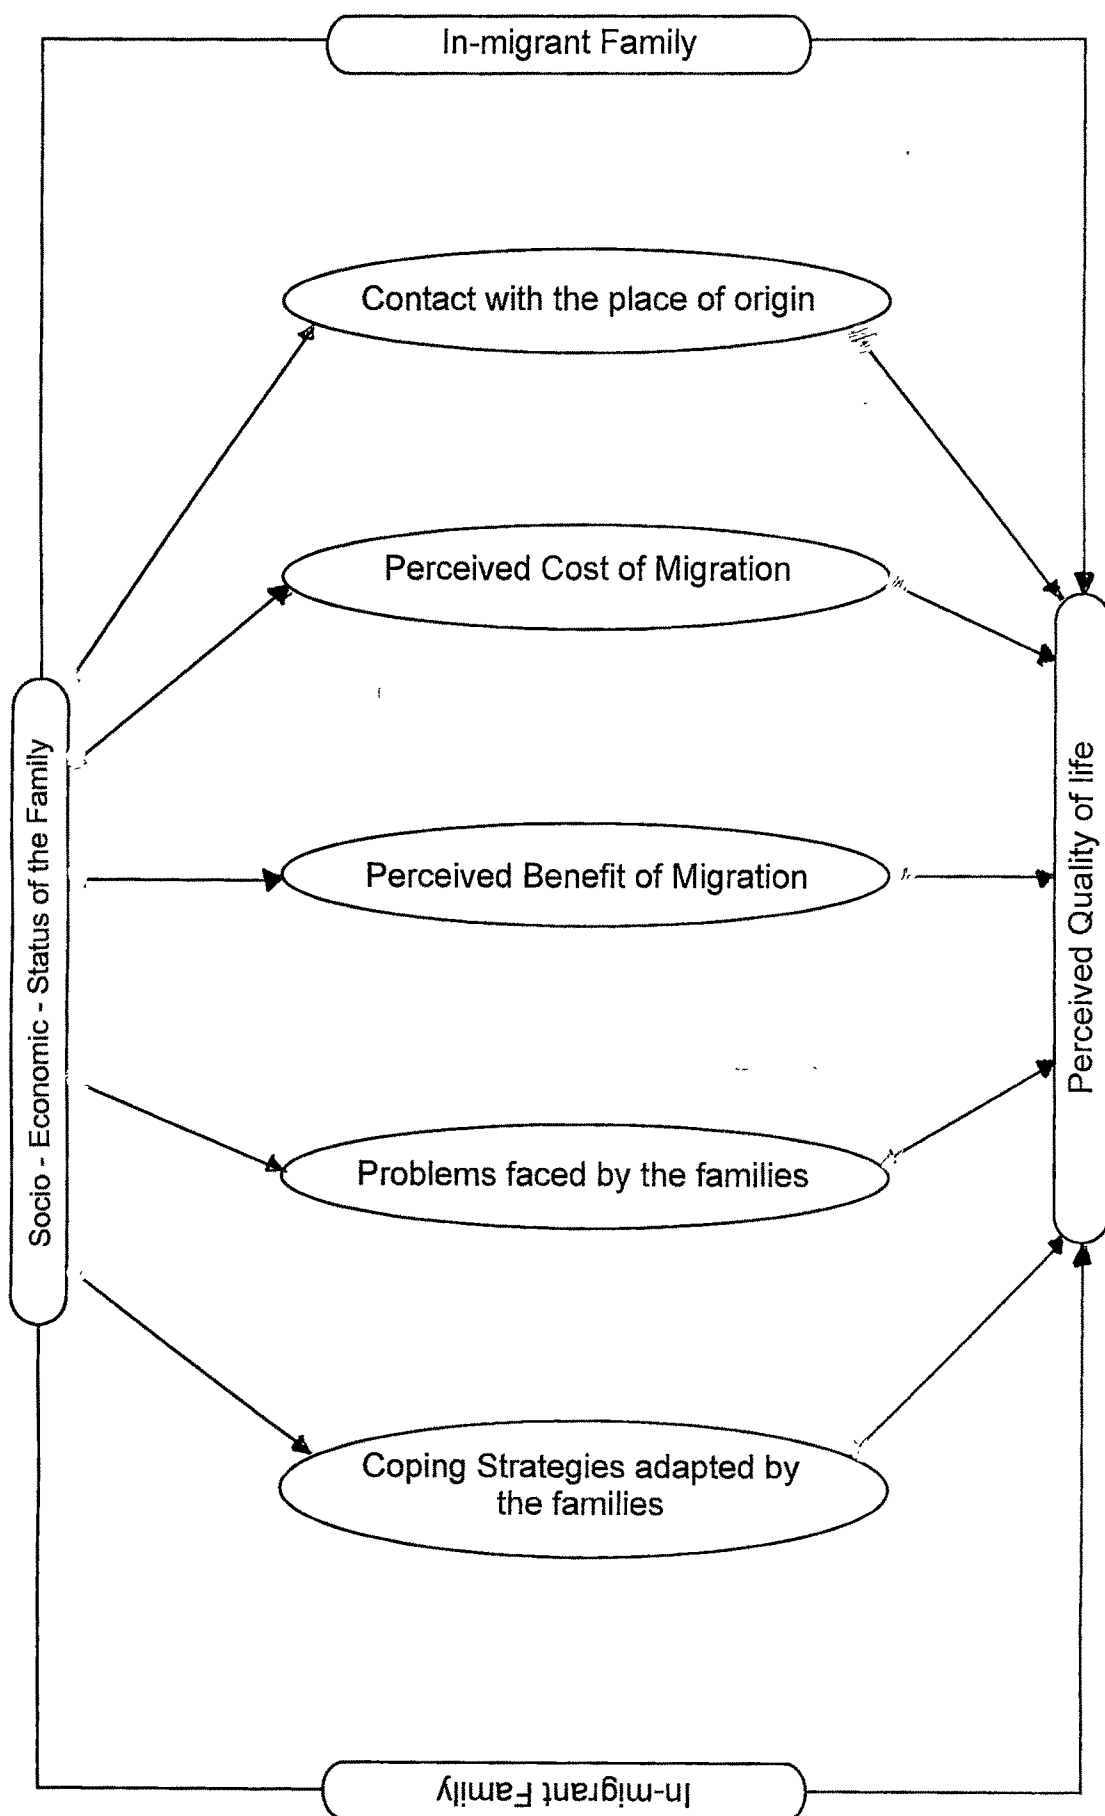 In-migrant Family
Contact with the place of origin
Perceived Cost of Migration
Socio - Economic - Status of the Family
Perceived Benefit of Migration
Perceived Quality of life
Problems faced by the families
Coping Strategies adapted by
the families
In-migrant Family